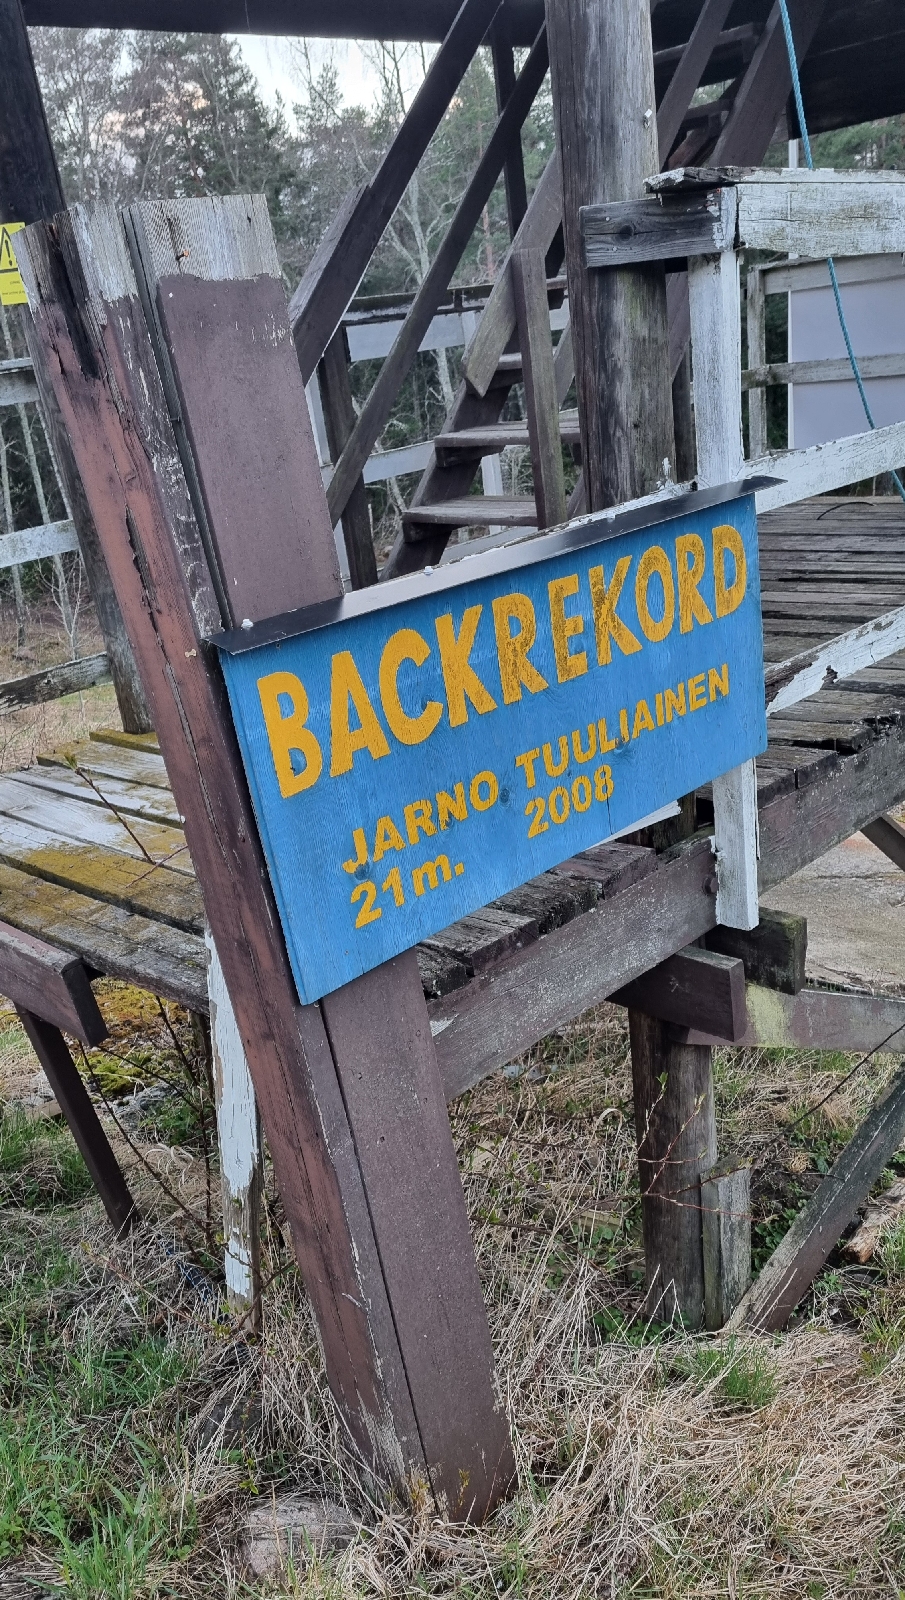 BACKREKORD
JARNO TUULIAINEN
21m. 2008